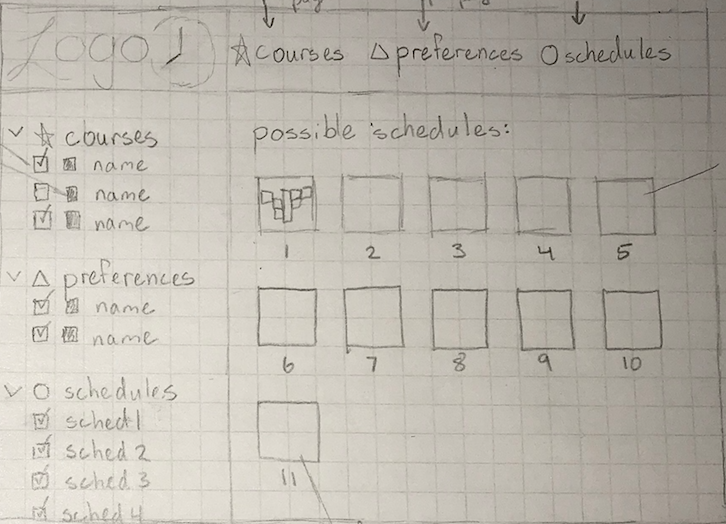 Logo
courses preferences schedules
courses
name
name
name
preferences
name
name
schedules
sched 1
sched 2
sched 3
sched 4
possible schedules:
1 2 3 4 5
6 7 8 9 10
11